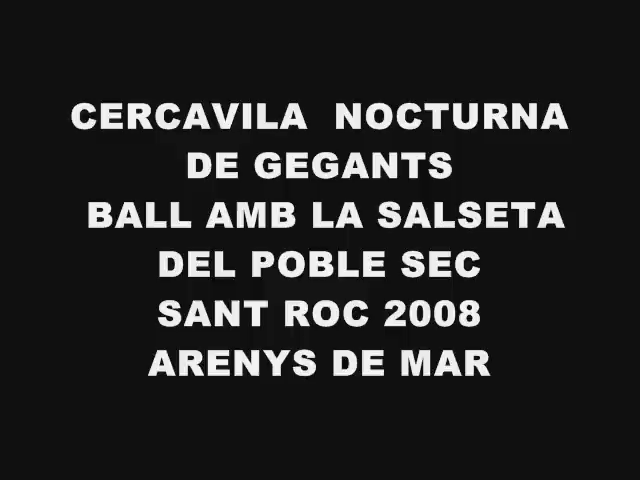 CERCAVILA NOCTURNA
DE GEGANTS
BALL AMB LA SALSETA
DEL POBLE SEC
SANT ROC 2008
ARENYS DE MAR